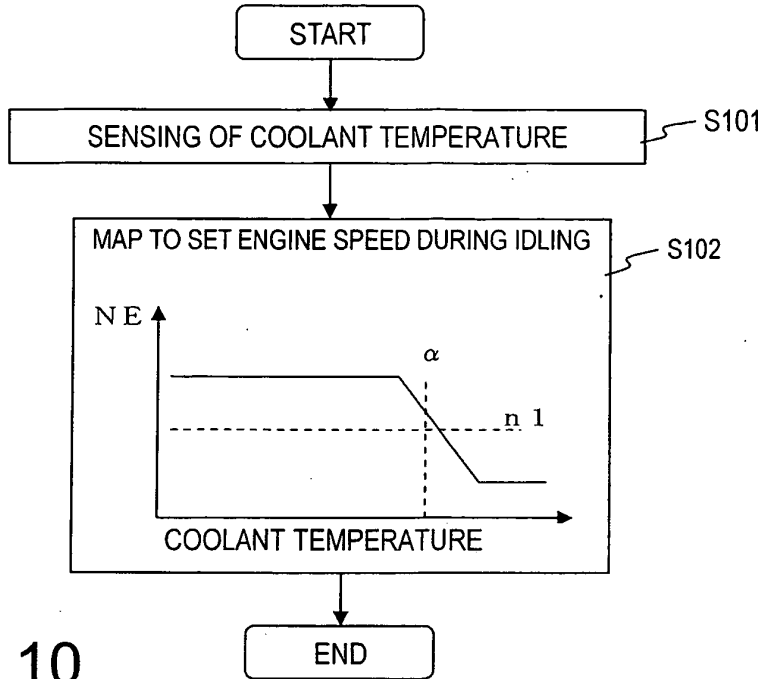 START
SENSING OF COOLANT TEMPERATURE
S101
MAP TO SET ENGINE SPEED DURING IDLING
S102
NE
α
n 1
COOLANT TEMPERATURE
END
10